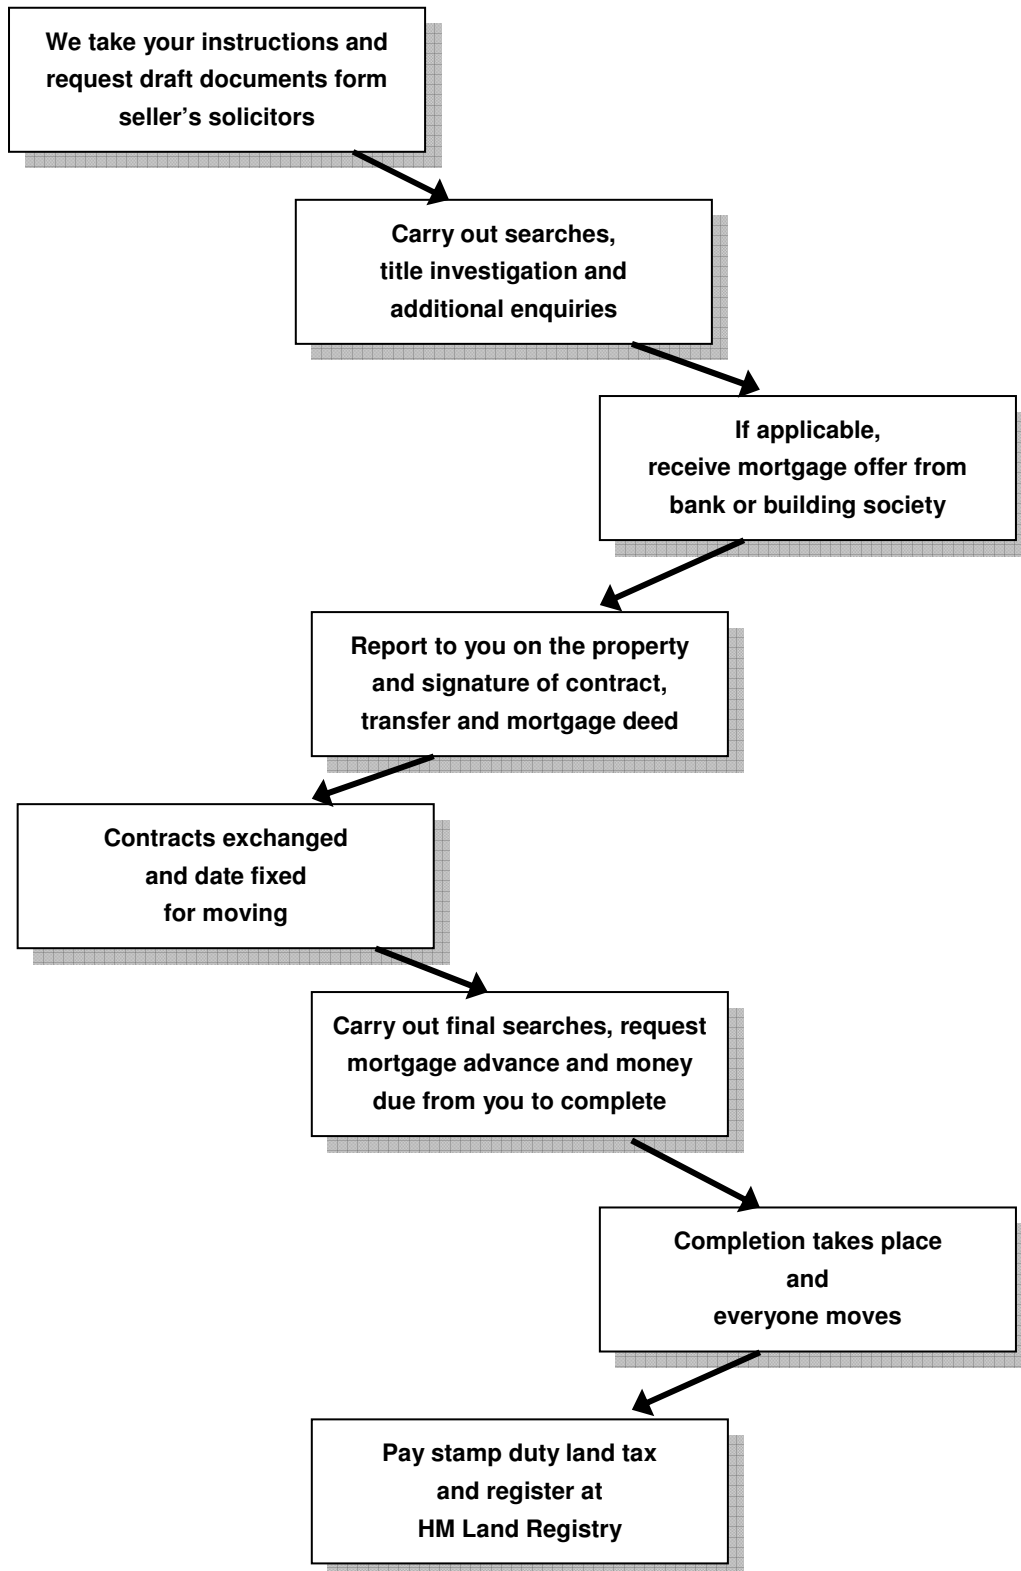 We take your instructions and
request draft documents form
seller’s solicitors
Carry out searches,
title investigation and
additional enquiries
If applicable,
receive mortgage offer from
bank or building society
Report to you on the property
and signature of contract,
transfer and mortgage deed
Contracts exchanged
and date fixed
for moving
Carry out final searches, request
mortgage advance and money
due from you to complete
Completion takes place
and
everyone moves
Pay stamp duty land tax
and register at
HM Land Registry